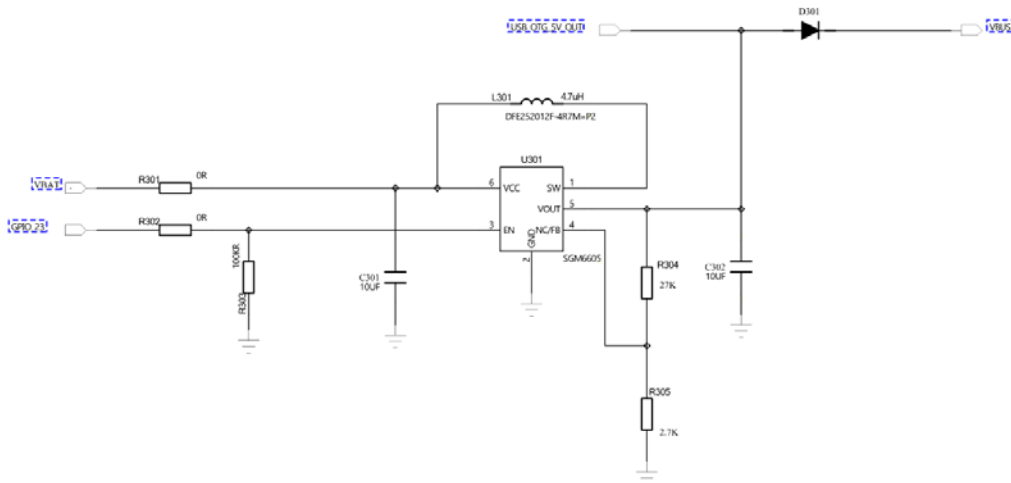 D301
USB_OTG_5V_OUT
VBUS
L301
4.7uH
DFE252012F-4R7M=P2
U301
VBAT
R301
0R
6
VCC
SW
1
VOUT
5
GPIO_23
R302
0R
3
EN
NC/FB
4
GND
2
SGM6605
100KR
R303
C301
10UF
R304
27K
C302
10UF
R305
2.7K